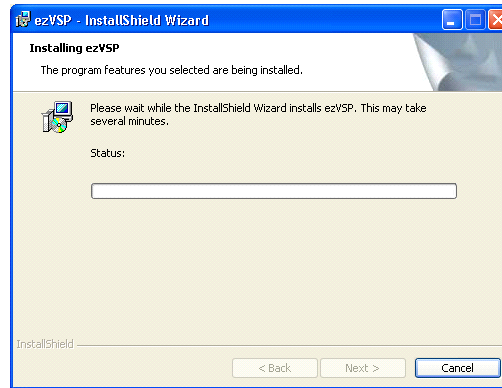 ezVSP - InstallShield Wizard
Installing ezVSP
The program features you selected are being installed.
Please wait while the InstallShield Wizard installs ezVSP. This may take
several minutes.
Status:
InstallShield
< Back Next > Cancel